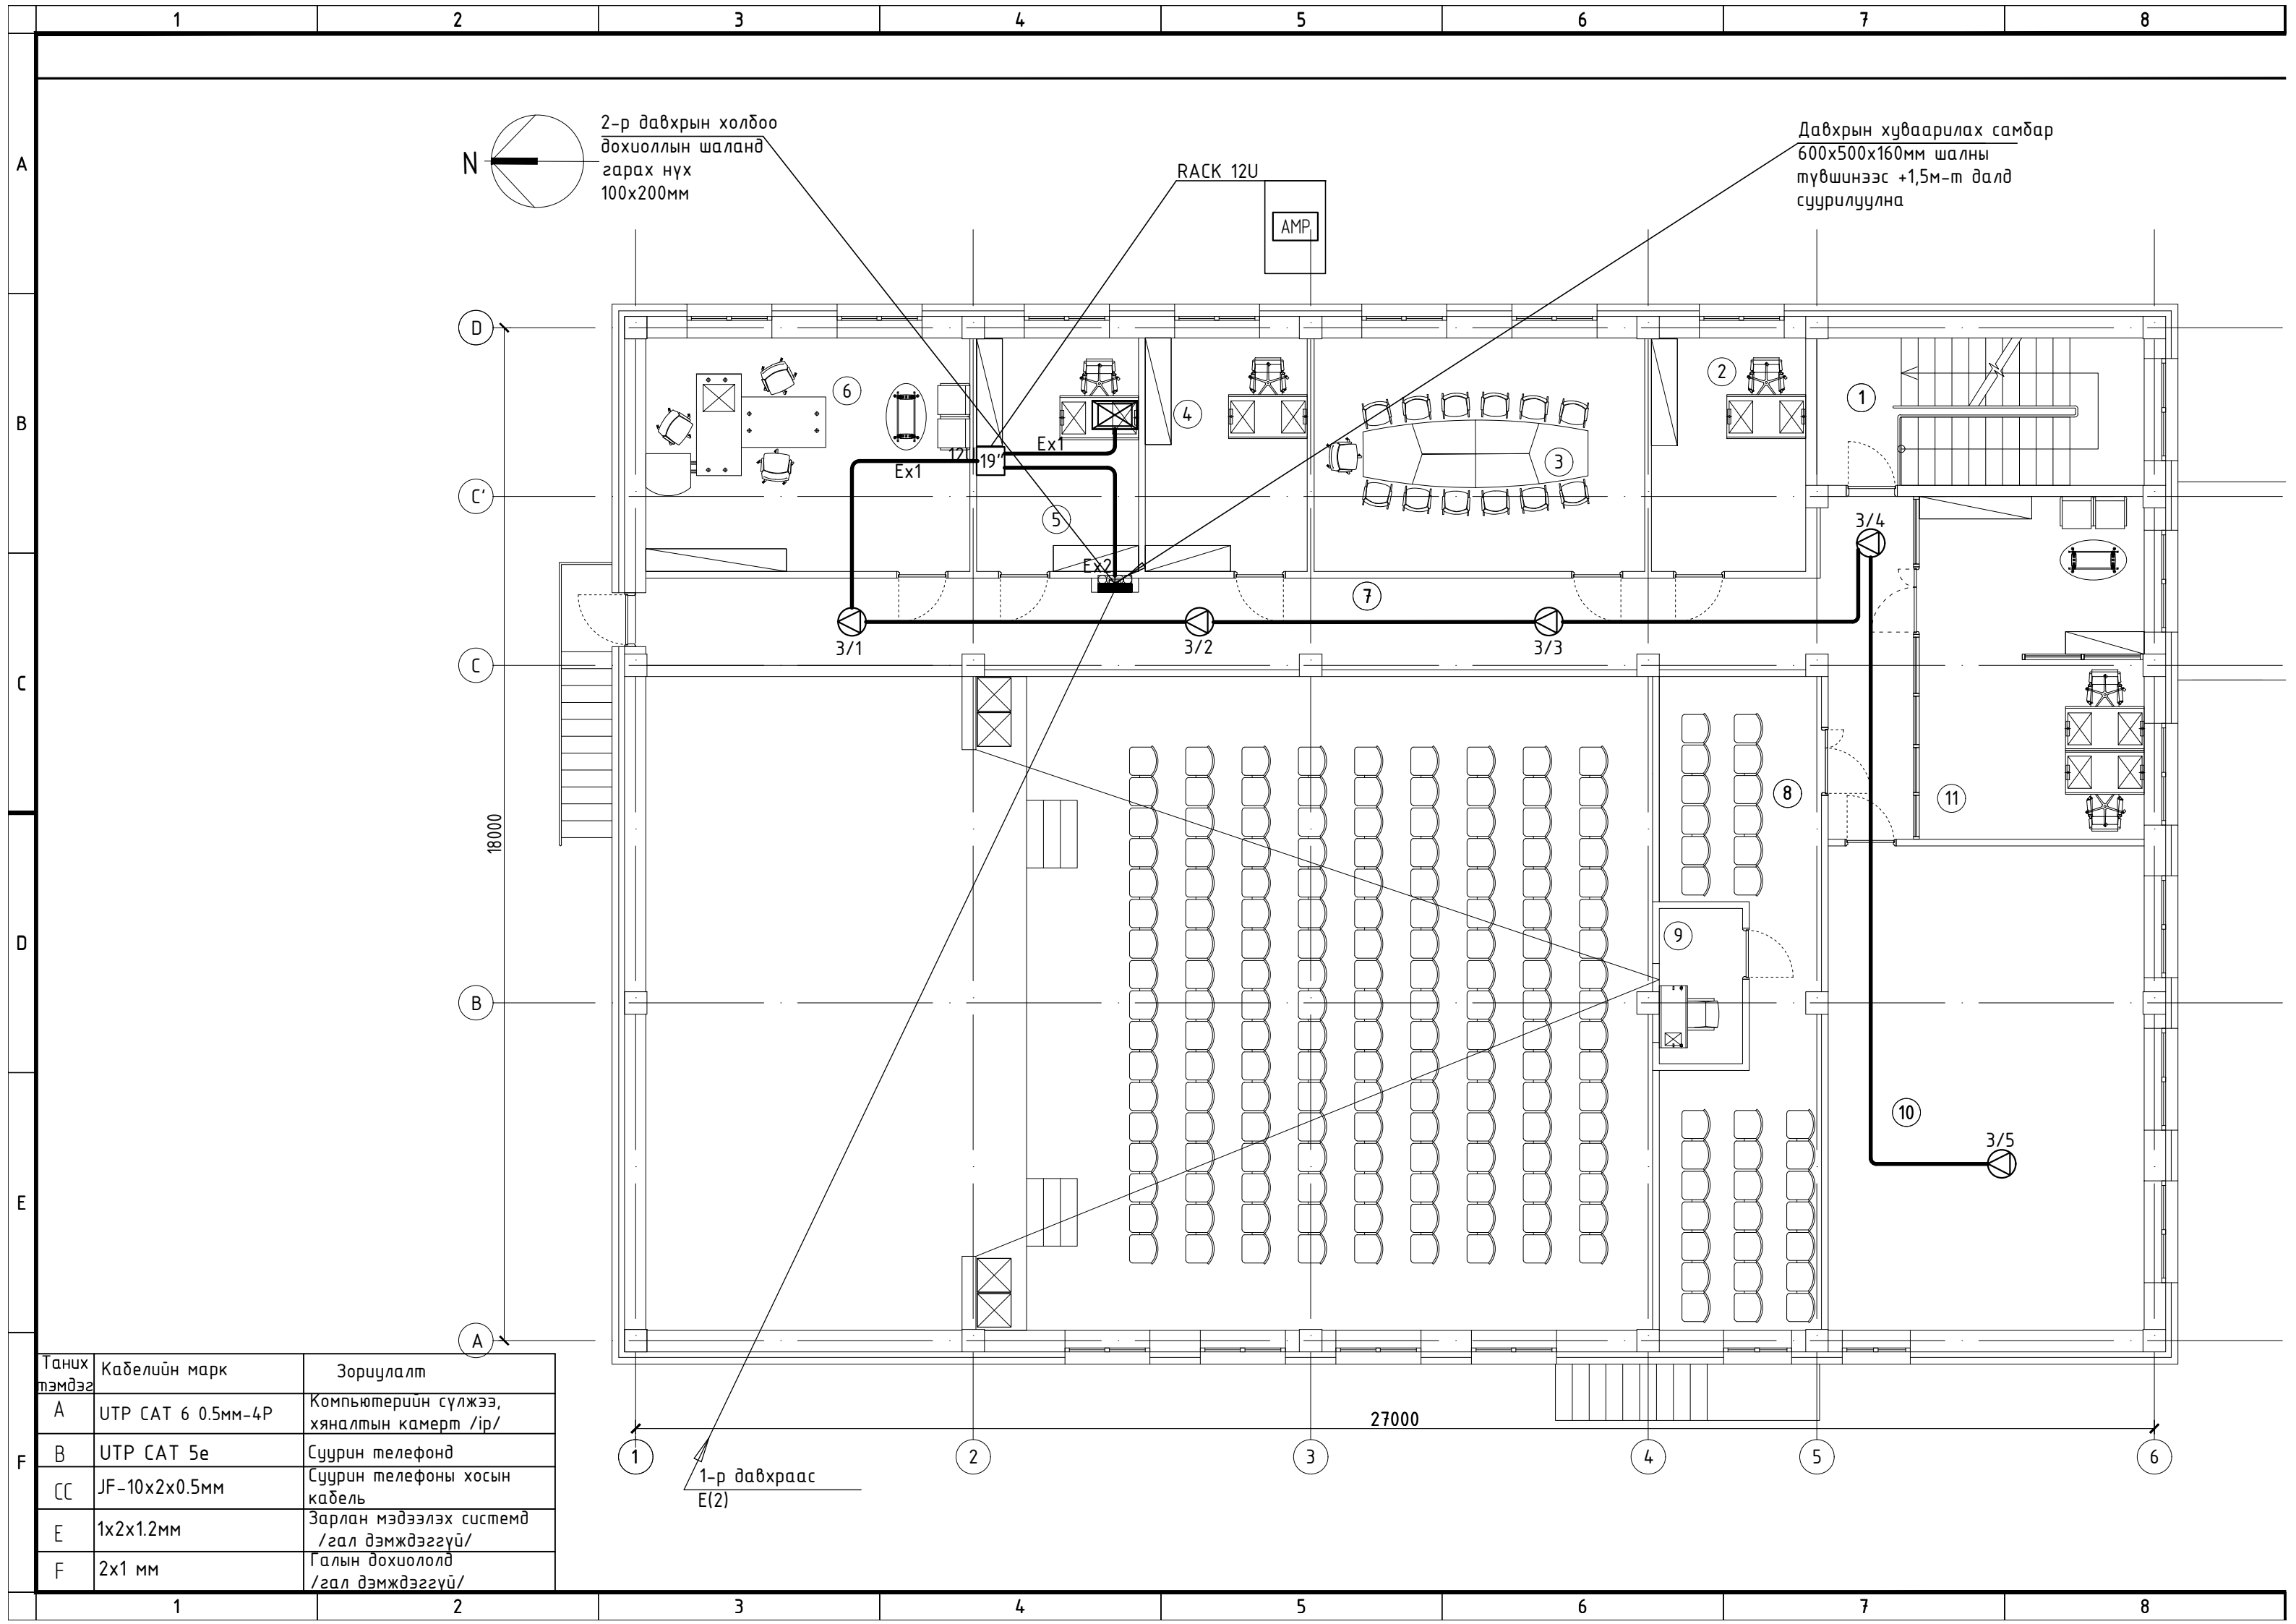 1 2 3 4 5 6 7 8
A
B
C
D
E
F
N
2-р давхрын холбоо
дохиоллын шаланд
гарах нүх
100х200мм
RACK 12U
AMP
Давхрын хуваарилах самбар
600х500х160мм шалны
түвшинээс +1,5м-т далд
суурилуулна
D
C'
C
B
A
18000
6
5
4
3
2
1
7
8
9
10
11
12U
19''
Ex1
Ex1
Ex2
3/1
3/2
3/3
3/4
3/5
27000
1 2 3 4 5 6
1-р давхраас
E(2)
Таних тэмдэг
Кабелийн марк
Зориулалт
A
UTP CAT 6 0.5мм-4P
Компьютерийн сүлжээ,
хяналтын камерт /ip/
B
UTP CAT 5e
Суурин телефонд
CC
JF-10x2x0.5мм
Суурин телефоны хосын
кабель
E
1x2x1.2мм
Зарлан мэдээлэх системд
/гал дэмждэггүй/
F
2x1 мм
Галын дохиололд
/гал дэмждэггүй/
1 2 3 4 5 6 7 8